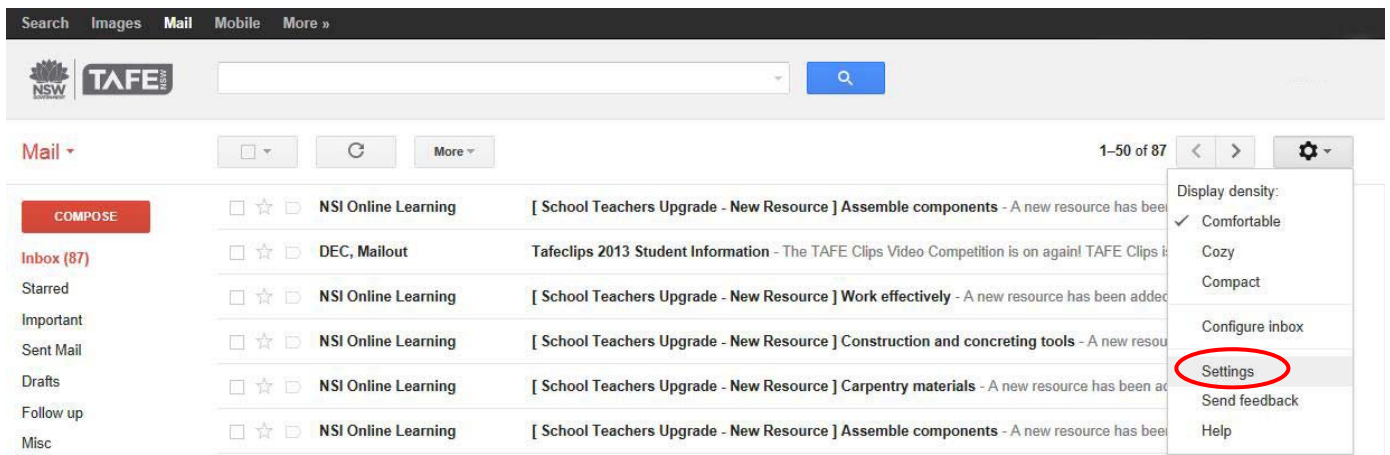 Search Images Mail Mobile More »
NSW
GOVERNMENT
TAFE NSW
Mail
More
1–50 of 87
Display density:
Comfortable
Cozy
Compact
Configure inbox
Settings
Send feedback
Help
COMPOSE
Inbox (87)
Starred
Important
Sent Mail
Drafts
Follow up
Misc
NSI Online Learning [ School Teachers Upgrade - New Resource ] Assemble components - A new resource has been
DEC, Mailout Tafeclips 2013 Student Information - The TAFE Clips Video Competition is on again! TAFE Clips is
NSI Online Learning [ School Teachers Upgrade - New Resource ] Work effectively - A new resource has been added
NSI Online Learning [ School Teachers Upgrade - New Resource ] Construction and concreting tools - A new resou
NSI Online Learning [ School Teachers Upgrade - New Resource ] Carpentry materials - A new resource has been ad
NSI Online Learning [ School Teachers Upgrade - New Resource ] Assemble components - A new resource has bee